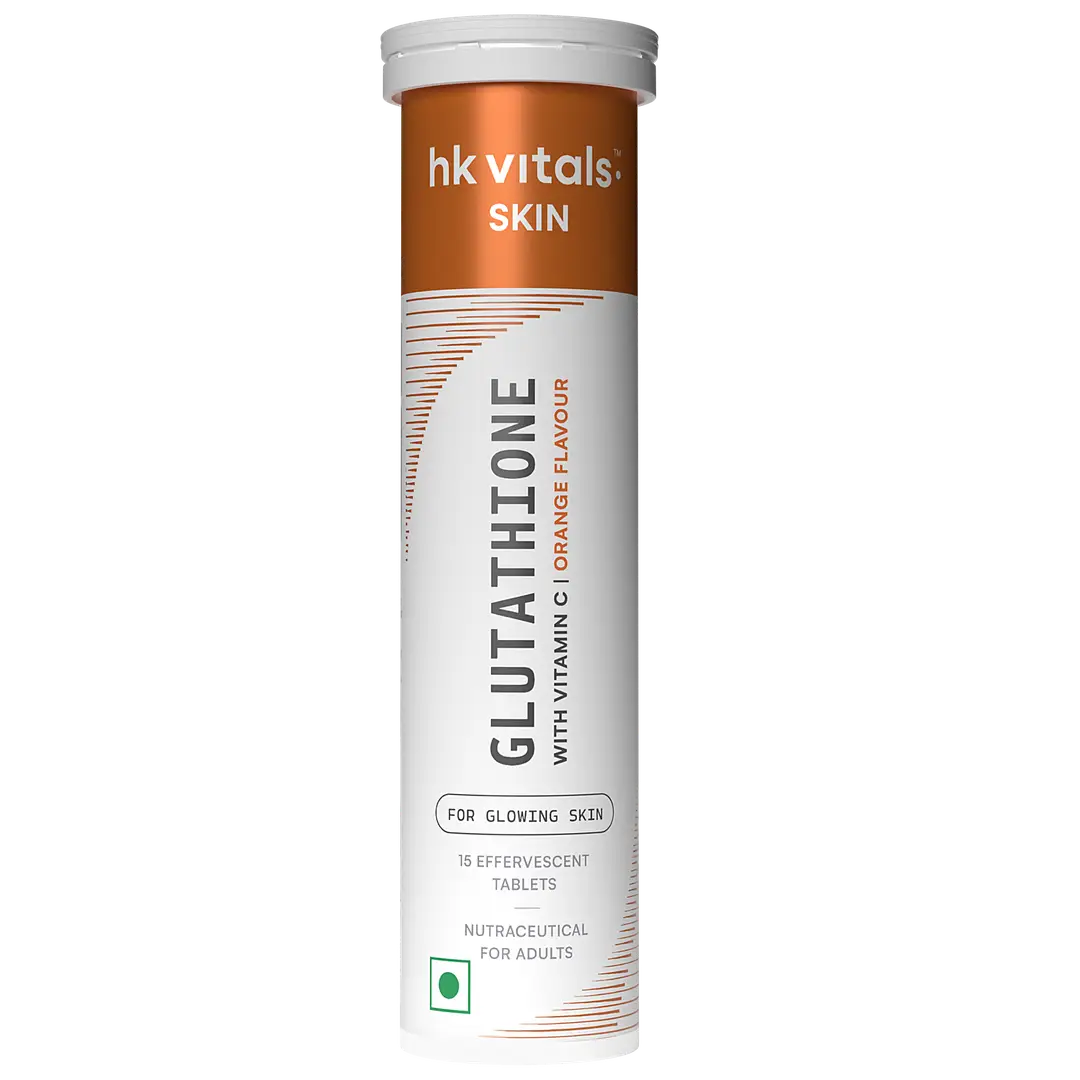 hk vitals™
SKIN
GLUTATHIONE
WITH VITAMIN C | ORANGE FLAVOUR
FOR GLOWING SKIN
15 EFFERVESCENT
TABLETS
NUTRACEUTICAL
FOR ADULTS